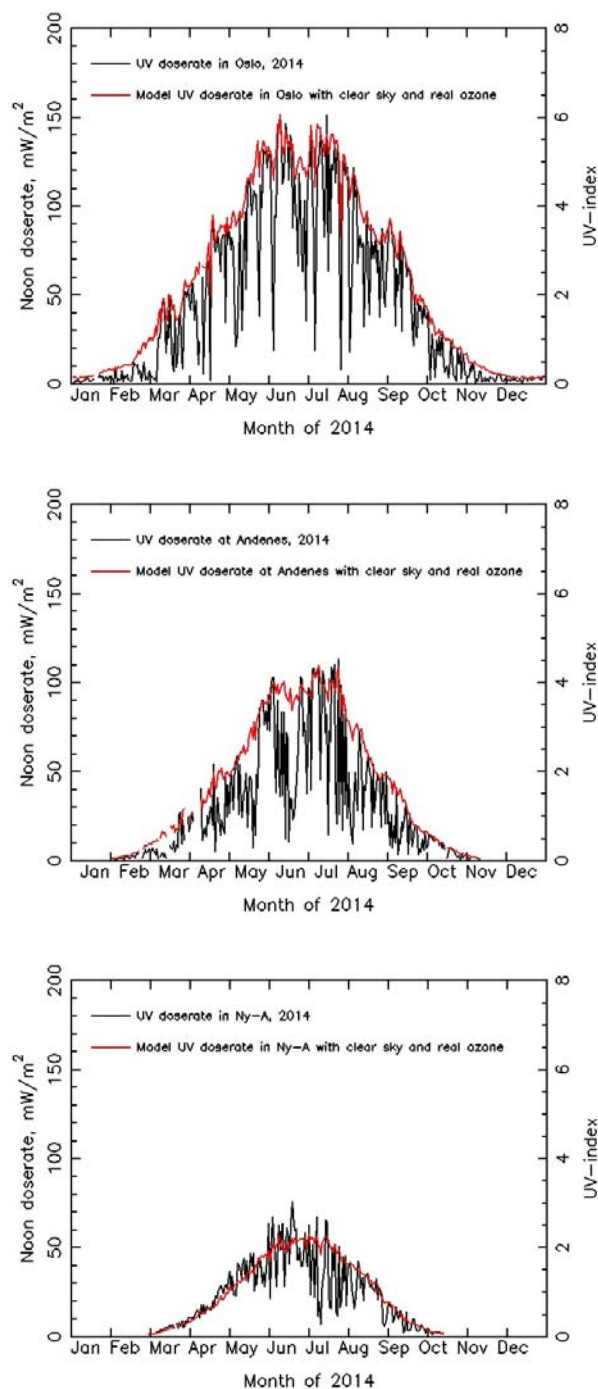 200
150
100
50
0
Noon doserate, mW/m²
UV doserate in Oslo, 2014
Model UV doserate in Oslo with clear sky and real ozone
8
6
4
2
0
UV-index
Jan Feb Mar Apr May Jun Jul Aug Sep Oct Nov Dec
Month of 2014
200
150
100
50
0
Noon doserate, mW/m²
UV doserate at Andenes, 2014
Model UV doserate at Andenes with clear sky and real ozone
8
6
4
2
0
UV-index
Jan Feb Mar Apr May Jun Jul Aug Sep Oct Nov Dec
Month of 2014
200
150
100
50
0
Noon doserate, mW/m²
UV doserate in Ny-A, 2014
Model UV doserate in Ny-A with clear sky and real ozone
8
6
4
2
0
UV-index
Jan Feb Mar Apr May Jun Jul Aug Sep Oct Nov Dec
Month of 2014